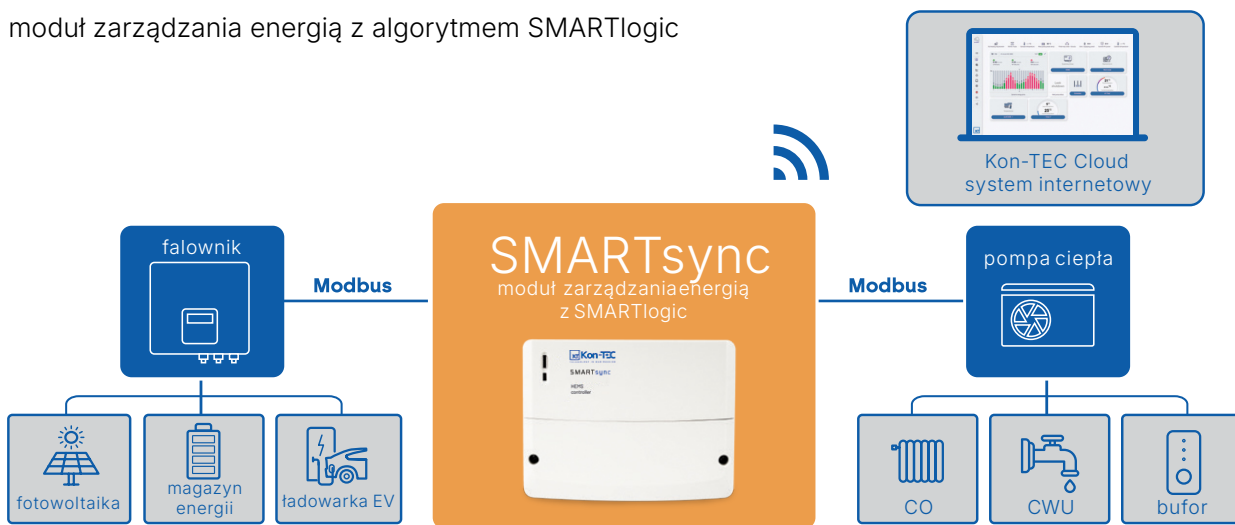 moduł zarządzania energią z algorytmem SMARTlogic
Kon-TEC Cloud
system internetowy
falownik
Modbus
SMARTsync
moduł zarządzania energią
z SMARTlogic
Kon-TEC
SMARTsync
HEMS
controller
Modbus
pompa ciepła
fotowoltaika
magazyn
energii
ładowarka EV
CO
CWU
bufor